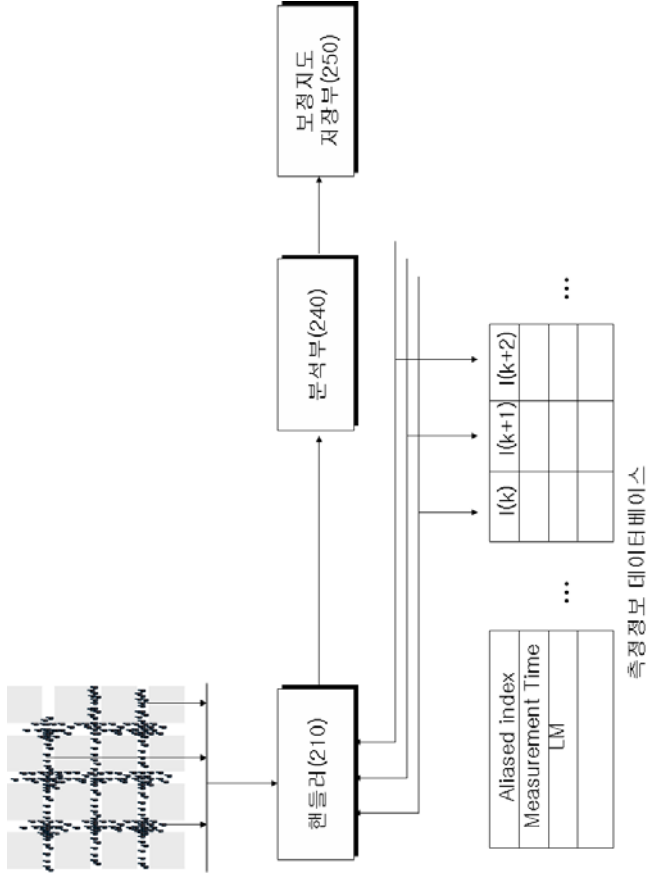 핸들러(210)
분석부(240)
보정지도
저장부(250)
Aliased index
Measurement Time
LM
...
I(k)
I(k+1)
I(k+2)
...
측정정보 데이터베이스